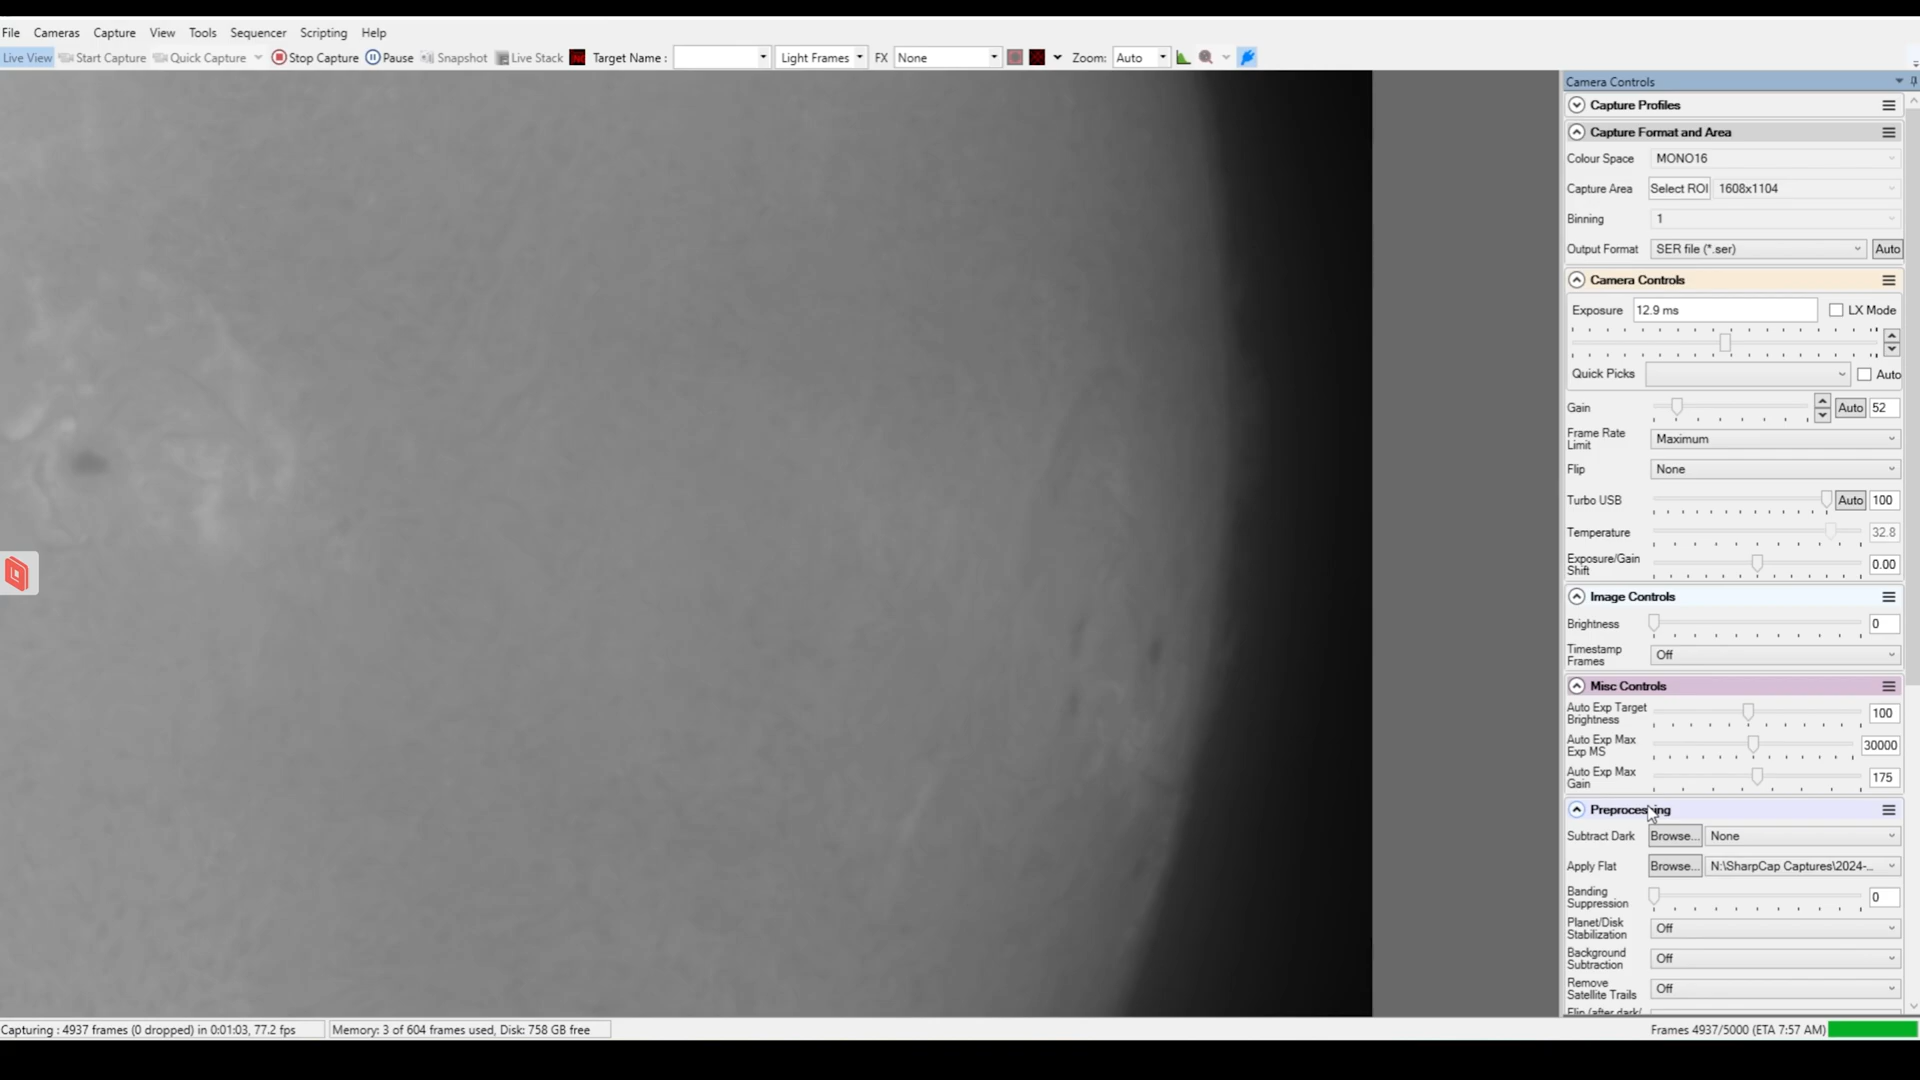 File Cameras Capture View Tools Sequencer Scripting Help
Live View Start Capture Quick Capture Stop Capture Pause Snapshot Live Stack Target Name : Light Frames FX None Zoom: Auto
Camera Controls
Capture Profiles
Capture Format and Area
Colour Space MONO16
Capture Area Select ROI 1608x1104
Binning 1
Output Format SER file (*.ser) Auto
Camera Controls
Exposure 12.9 ms LX Mode
Quick Picks Auto
Gain Auto 52
Frame Rate
Limit Maximum
Flip None
Turbo USB Auto 100
Temperature 32.8
Exposure/Gain
Shift 0.00
Image Controls
Brightness 0
Timestamp
Frames Off
Misc Controls
Auto Exp Target
Brightness 100
Auto Exp Max
Exp MS 30000
Auto Exp Max
Gain 175
Preprocessing
Subtract Dark Browse... None
Apply Flat Browse... N:\SharpCap Captures\2024-...
Banding
Suppression 0
Planet/Disk
Stabilization Off
Background
Subtraction Off
Remove
Satellite Trails Off
Flip (after dark/
Capturing : 4937 frames (0 dropped) in 0:01:03, 77.2 fps Memory: 3 of 604 frames used, Disk: 758 GB free Frames 4937/5000 (ETA 7:57 AM)